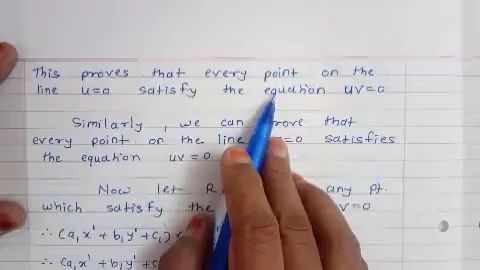 This proves that every point on the
line u=0 satisfy the equation uv=0
Similarly, we can prove that
every point on the line =0 satisfies
the equation uv=0
Now let R any pt.
which satisfy the v=0
∴ (a₁x' + b₁y' + c₁)
∴ (a₁x' + b₁y' + c